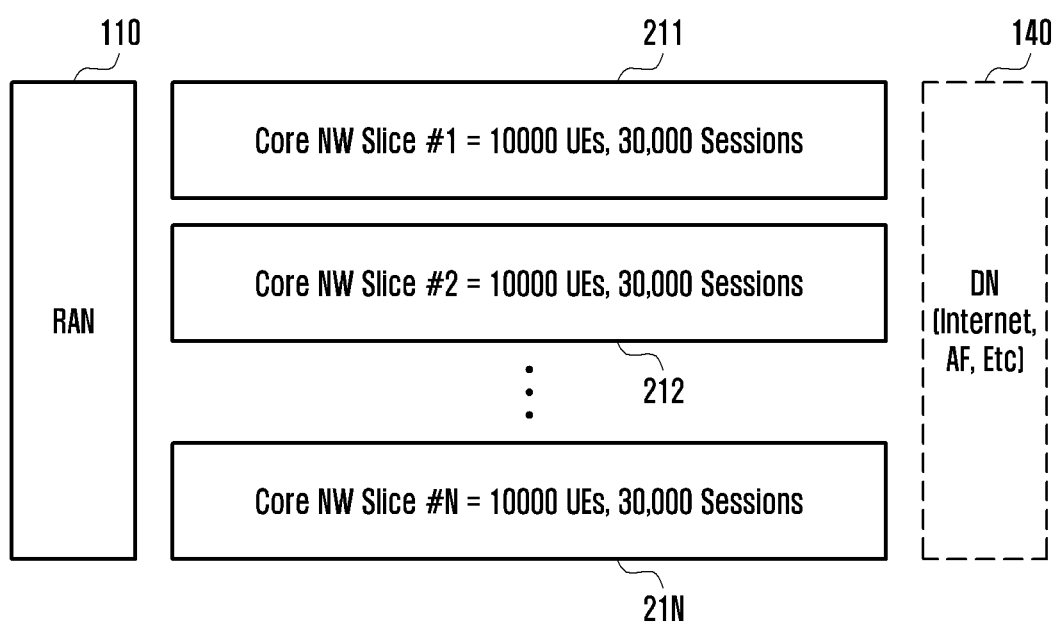 110
211
140
Core NW Slice #1 = 10000 UEs, 30,000 Sessions
Core NW Slice #2 = 10000 UEs, 30,000 Sessions
RAN
DN
(Internet,
AF, Etc)
212
Core NW Slice #N = 10000 UEs, 30,000 Sessions
21N